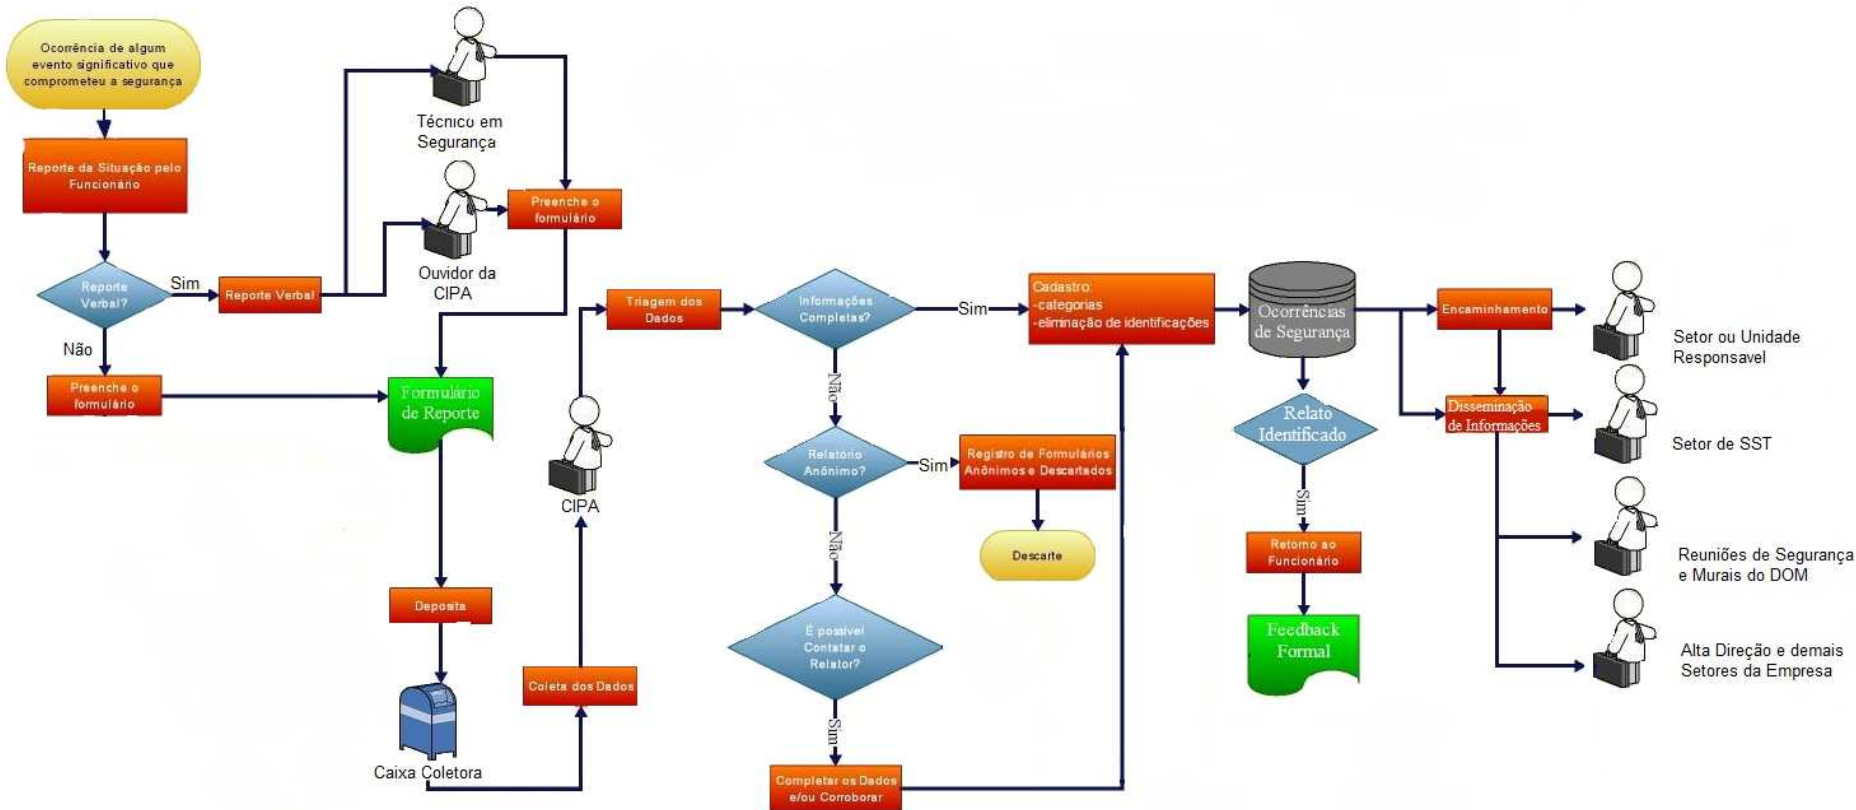 Ocorrência de algum
evento significativo que
comprometeu a segurança
Reporte da Situação pelo
Funcionário
Reporte
Verbal?
Sim
Reporte Verbal
Não
Preenche o
formulário
Técnico em
Segurança
Ouvidor da
CIPA
Preenche o
formulário
Formulário
de Reporte
Deposita
Caixa Coletora
Coleta dos Dados
CIPA
Triagem dos
Dados
Informações
Completas?
Sim
Não
Relatório
Anônimo?
Sim
Registro de Formulários
Anônimos e Descartados
Descarte
Não
É possível
Contatar o
Relator?
Sim
Completar os Dados
e/ou Corroborar
Cadastro:
-categorias
-eliminação de identificações
Ocorrências
de Segurança
Relato
Identificado
Sim
Retorno ao
Funcionário
Feedback
Formal
Encaminhamento
Disseminação
de Informações
Setor ou Unidade
Responsavel
Setor de SST
Reuniões de Segurança
e Murais do DOM
Alta Direção e demais
Setores da Empresa